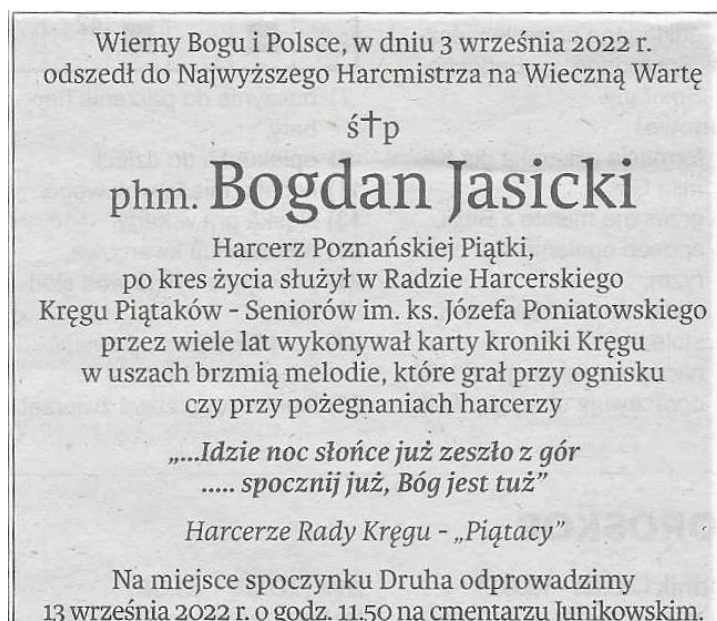 Wierny Bogu i Polsce, w dniu 3 września 2022 r.
odszedł do Najwyższego Harcmistrza na Wieczną Wartę
ś†p
phm. Bogdan Jasicki
Harcerz Poznańskiej Piątki,
po kres życia służył w Radzie Harcerskiego
Kręgu Piątaków - Seniorów im. ks. Józefa Poniatowskiego
przez wiele lat wykonywał karty kroniki Kręgu
w uszach brzmią melodie, które grał przy ognisku
czy przy pożegnaniach harcerzy
„...Idzie noc słońce już zeszło z gór
..... spocznij już, Bóg jest tuż”
Harcerze Rady Kręgu - „Piątacy”
Na miejsce spoczynku Druha odprowadzimy
13 września 2022 r. o godz. 11.50 na cmentarzu Junikowskim.